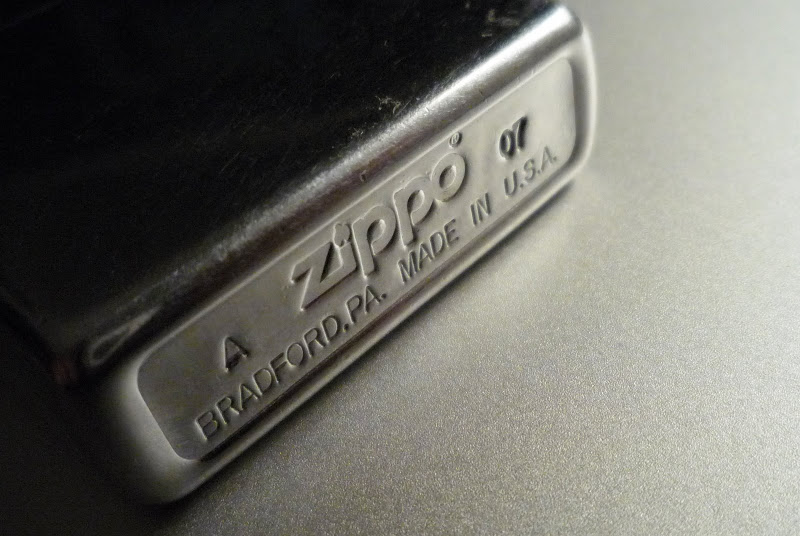 A zippo® 07
BRADFORD, PA. MADE IN U.S.A.